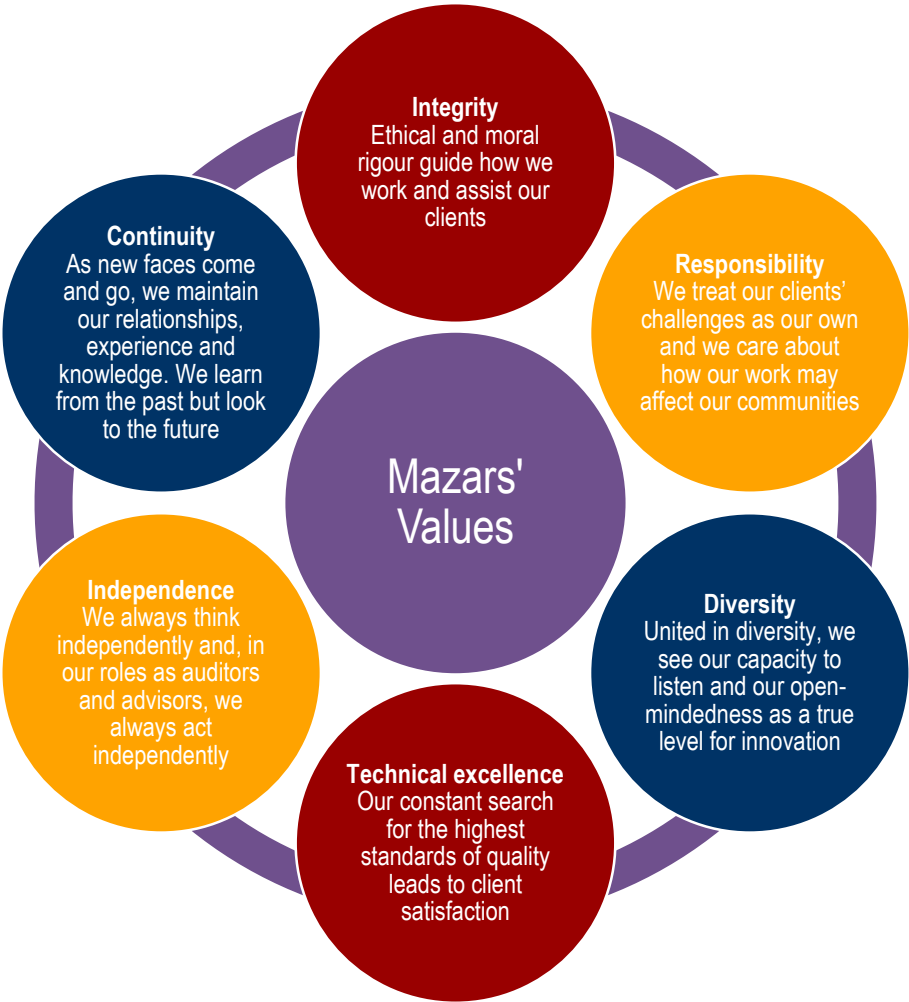 Integrity
Ethical and moral
rigour guide how we
work and assist our
clients
Responsibility
We treat our clients’
challenges as our own
and we care about
how our work may
affect our communities
Diversity
United in diversity, we
see our capacity to
listen and our open-
mindedness as a true
level for innovation
Technical excellence
Our constant search
for the highest
standards of quality
leads to client
satisfaction
Independence
We always think
independently and, in
our roles as auditors
and advisors, we
always act
independently
Continuity
As new faces come
and go, we maintain
our relationships,
experience and
knowledge. We learn
from the past but look
to the future
Mazars'
Values